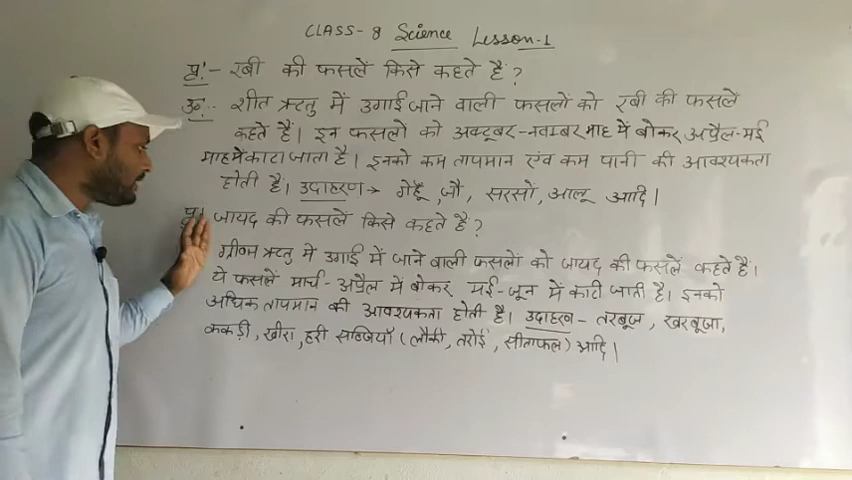 CLASS-8 Science Lesson-1
प्र:- रबी की फसलें किसे कहते हैं ?
उ:- शीत ऋतु में उगाई जाने वाली फसलों को रबी की फसलें
कहते हैं। इन फसलो को अक्टूबर-नवम्बर माह में बोकर अप्रैल-मई
माह में काटा जाता है। इनको कम तापमान एंव कम पानी की आवश्यकता
होती है। उदाहरण → गेहूँ, जौ, सरसो, आलू आदि।
प्र। जायद की फसलें किसे कहते हैं ?
ग्रीष्म ऋतु में उगाई में जाने वाली फसलों को जायद की फसलें कहते हैं।
ये फसलें मार्च-अप्रैल में बोकर मई-जून में काटी जाती है। इनको
अधिक तापमान की आवश्यकता होती है। उदाहरण - तरबूज, खरबूजा,
ककड़ी, खीरा, हरी सब्जियाँ (लौकी, तरोई, सीताफल) आदि।